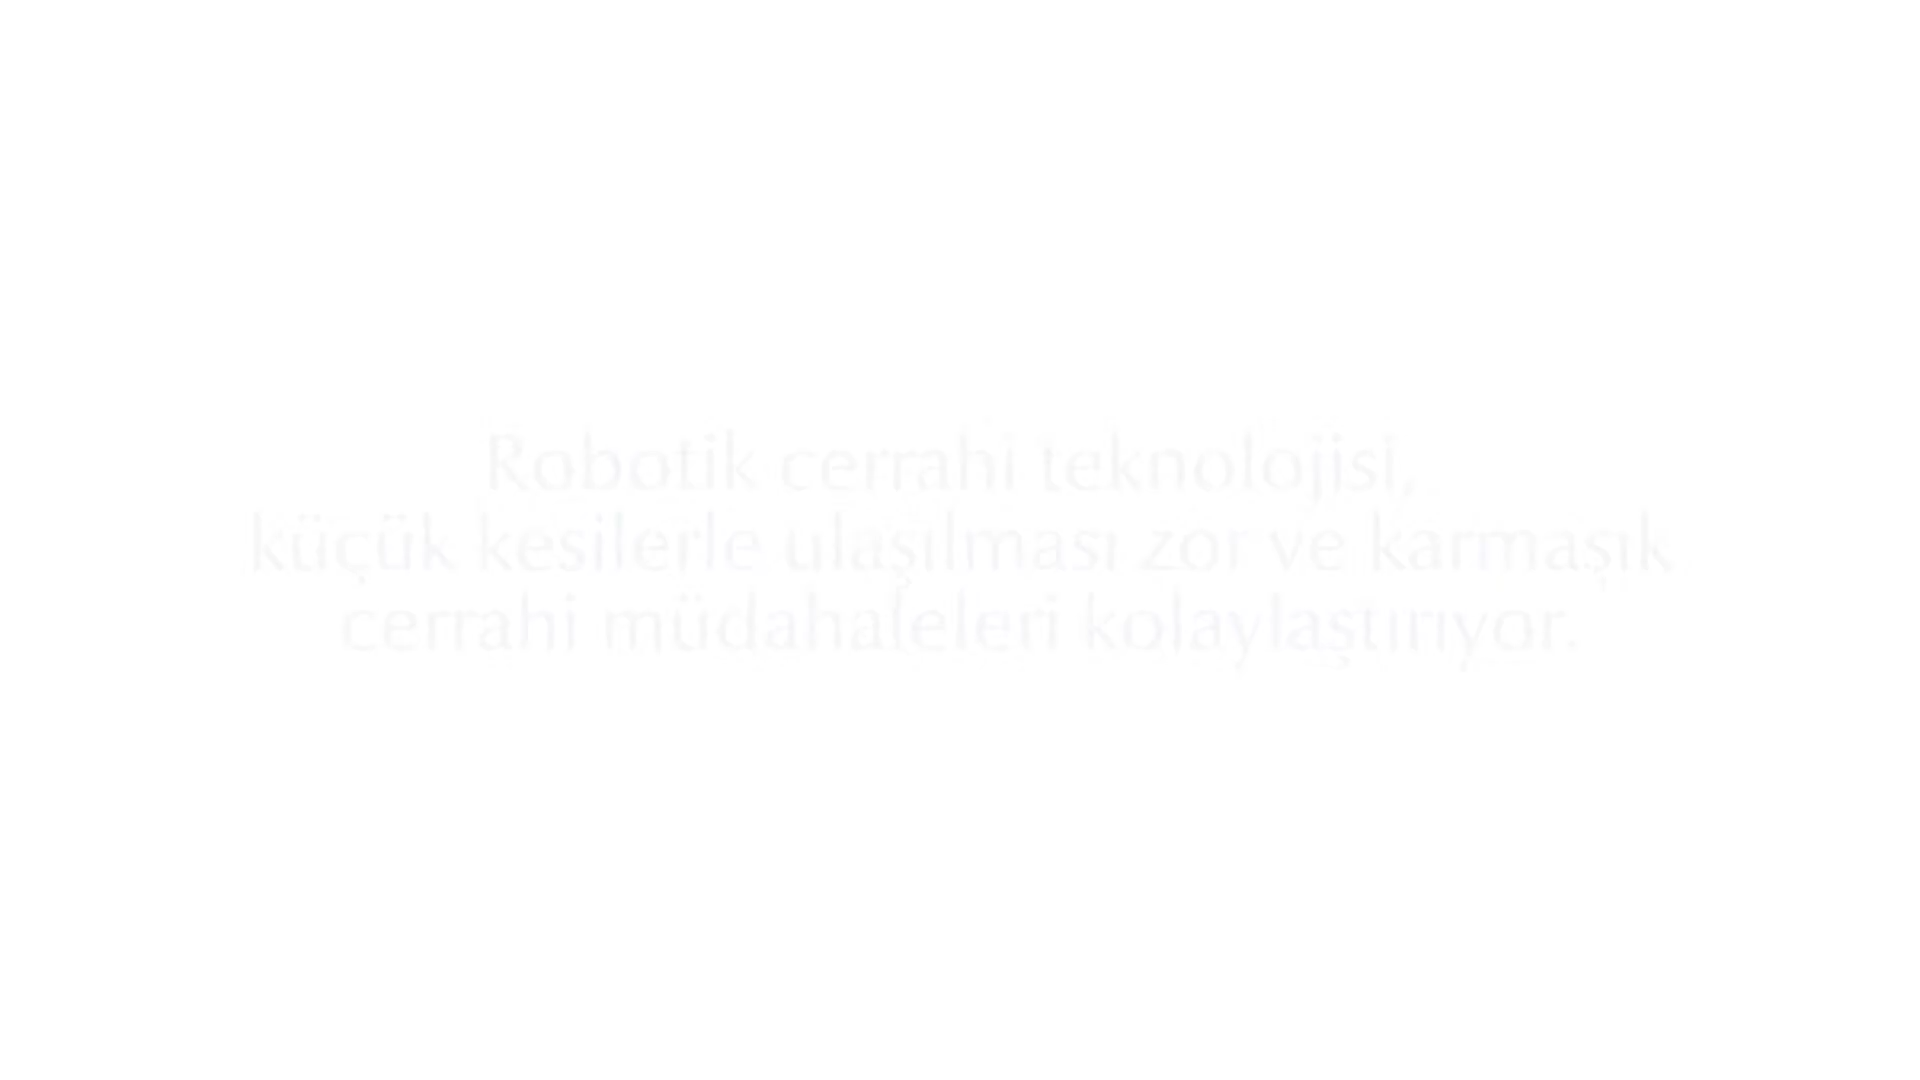 Robotik cerrahi teknolojisi,
küçük kesilerle ulaşılması zor ve karmaşık
cerrahi müdahaleleri kolaylaştırıyor.